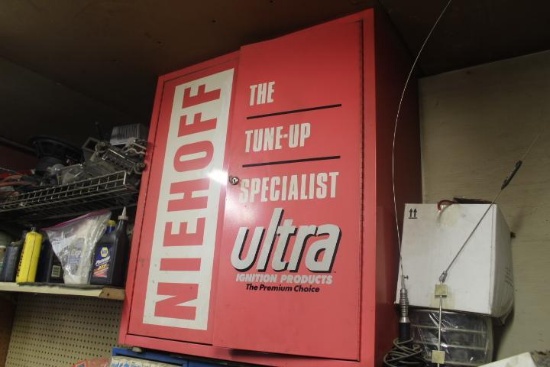 NIEHOFF
THE
TUNE-UP
SPECIALIST
ultra
IGNITION PRODUCTS
The Premium Choice